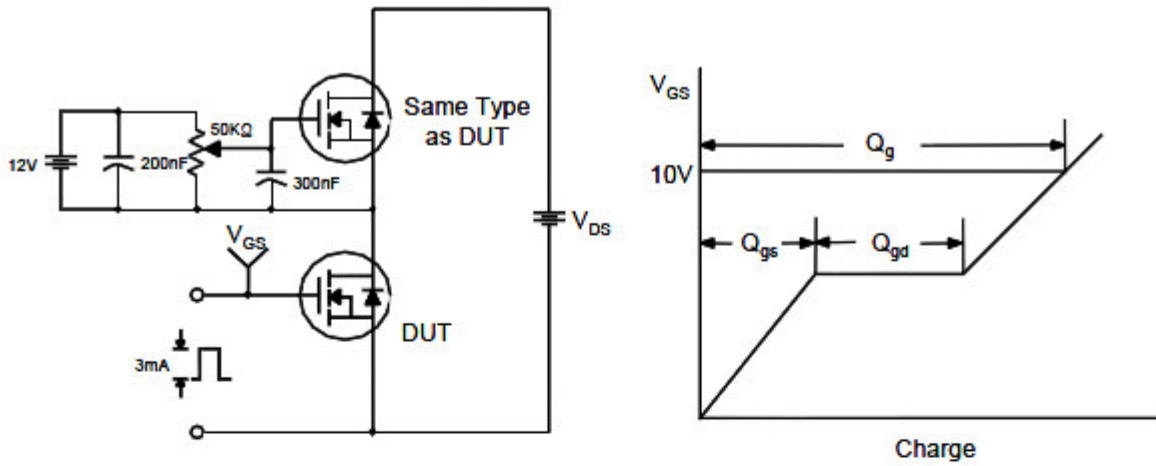 Same Type
as DUT
50KΩ
12V
200nF
300nF
VGS
VDS
DUT
3mA
VGS
Qg
10V
Qgs
Qgd
Charge